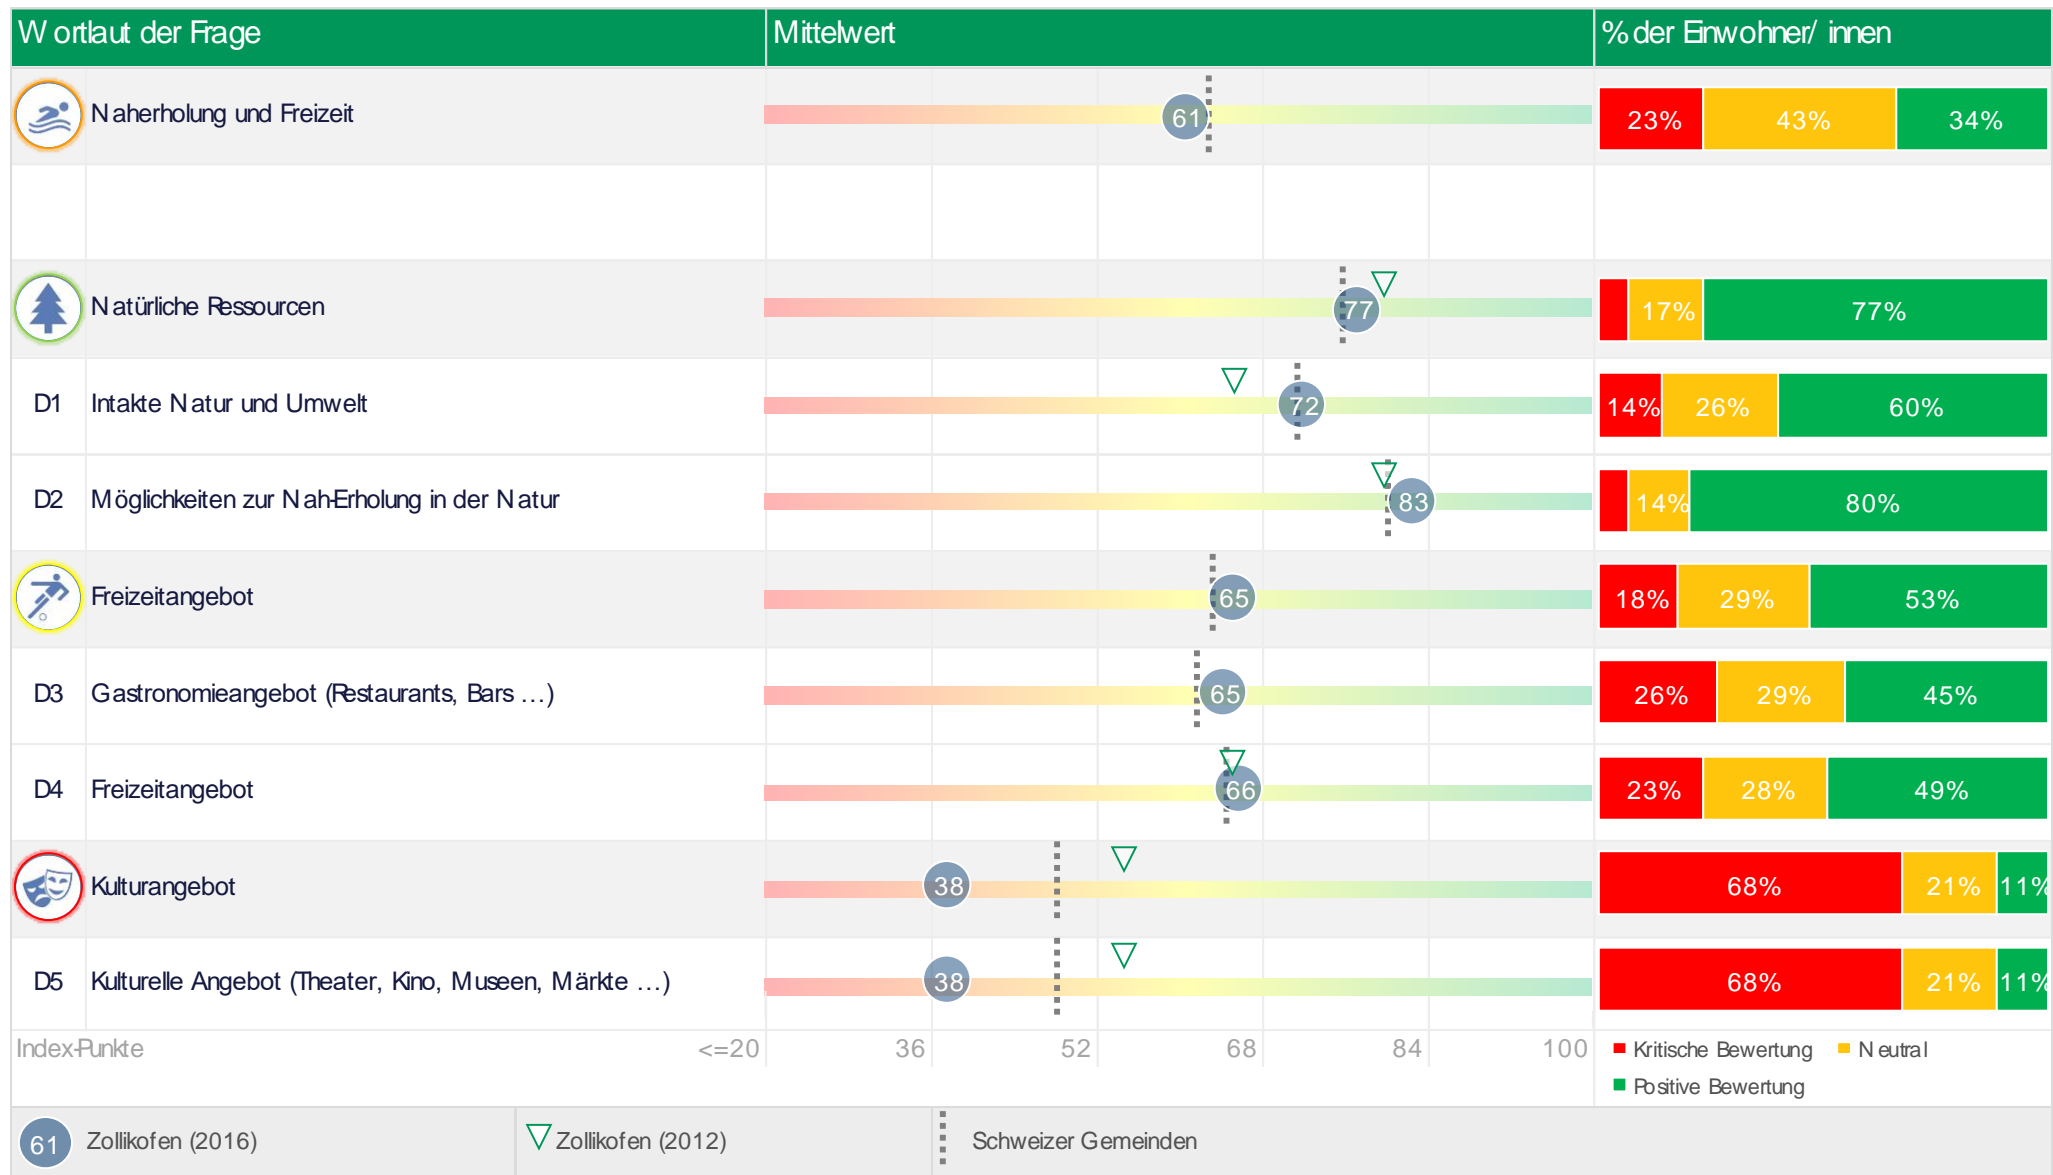 Wortlaut der Frage Mittelwert % der Einwohner/ innen
Naherholung und Freizeit 61 23% 43% 34%
Natürliche Ressourcen 77 17% 77%
D1 Intakte Natur und Umwelt 72 14% 26% 60%
D2 Möglichkeiten zur Nah-Erholung in der Natur 83 14% 80%
Freizeitangebot 65 18% 29% 53%
D3 Gastronomieangebot (Restaurants, Bars …) 65 26% 29% 45%
D4 Freizeitangebot 66 23% 28% 49%
Kulturangebot 38 68% 21% 11%
D5 Kulturelle Angebot (Theater, Kino, Museen, Märkte …) 38 68% 21% 11%
Index-Punkte <=20 36 52 68 84 100
Kritische Bewertung Neutral
Positive Bewertung
61 Zollikofen (2016) Zollikofen (2012) Schweizer Gemeinden